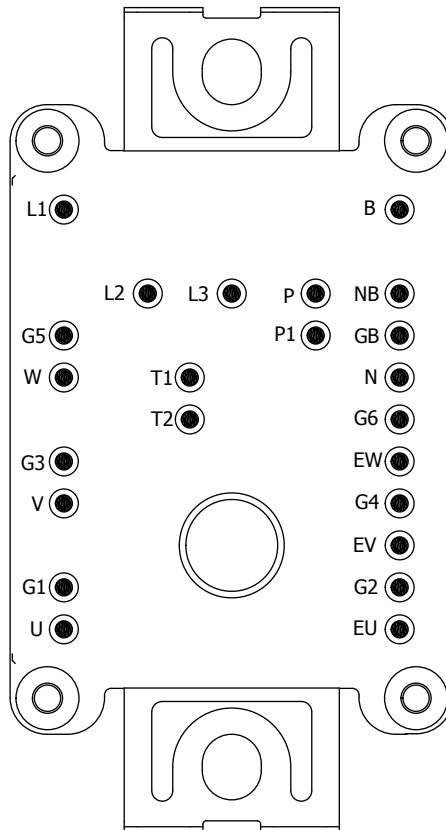 L1 B
L2 L3 P NB
G5 P1 GB
W T1 N
T2 G6
G3 EW
V G4
EV
G1 G2
U EU